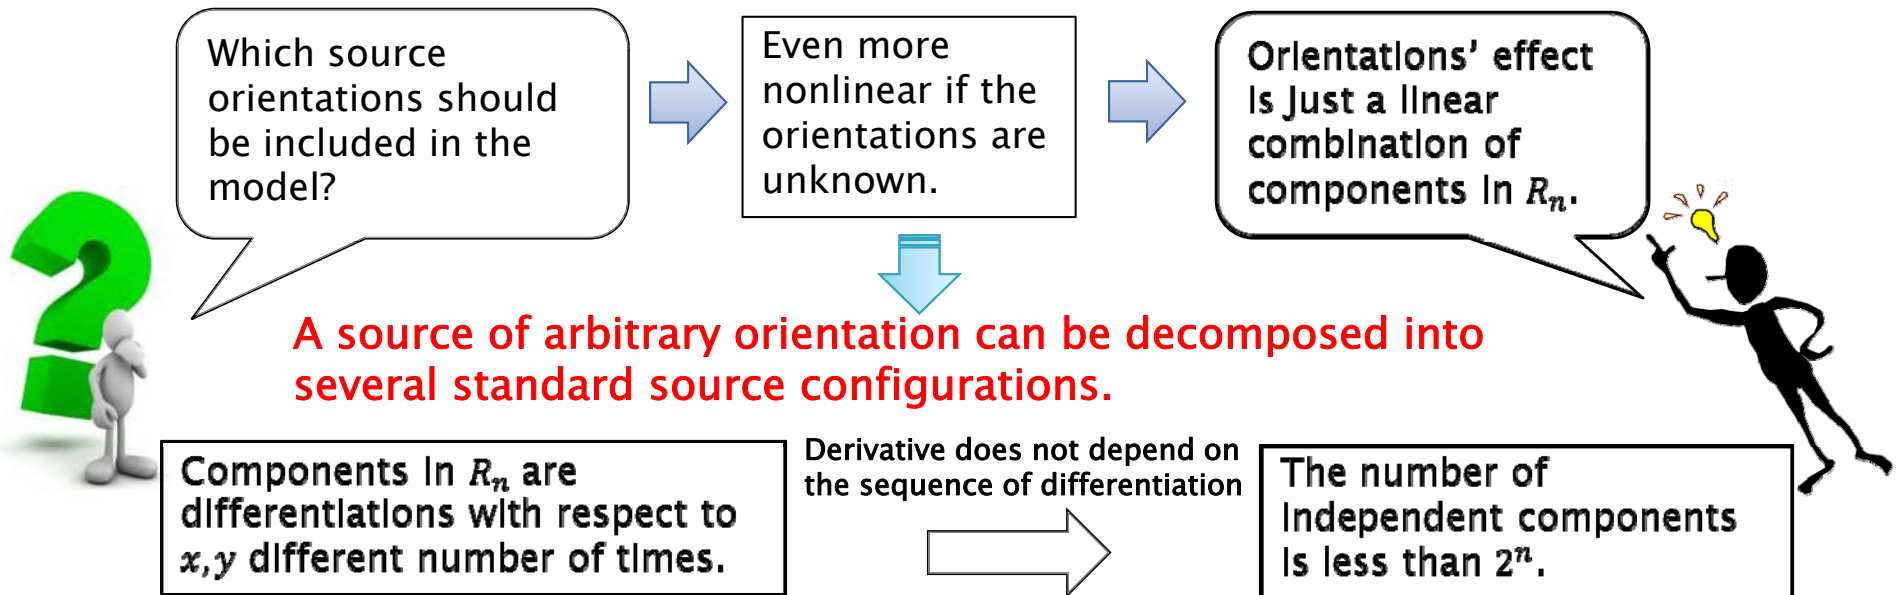 Which source
orientations should
be included in the
model?
Even more
nonlinear if the
orientations are
unknown.
Orientations’ effect
is just a linear
combination of
components in Rₙ.
A source of arbitrary orientation can be decomposed into
several standard source configurations.
Components in Rₙ are
differentiations with respect to
x,y different number of times.
Derivative does not depend on
the sequence of differentiation
The number of
independent components
is less than 2ⁿ.